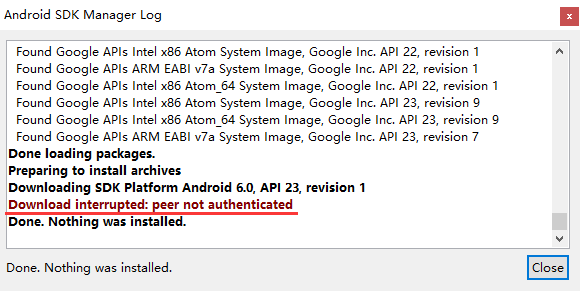 Android SDK Manager Log
Found Google APIs Intel x86 Atom System Image, Google Inc. API 22, revision 1
Found Google APIs ARM EABI v7a System Image, Google Inc. API 22, revision 1
Found Google APIs Intel x86 Atom_64 System Image, Google Inc. API 22, revision 1
Found Google APIs Intel x86 Atom System Image, Google Inc. API 23, revision 9
Found Google APIs Intel x86 Atom_64 System Image, Google Inc. API 23, revision 9
Found Google APIs ARM EABI v7a System Image, Google Inc. API 23, revision 7
Done loading packages.
Preparing to install archives
Downloading SDK Platform Android 6.0, API 23, revision 1
Download interrupted: peer not authenticated
Done. Nothing was installed.
Done. Nothing was installed.
Close